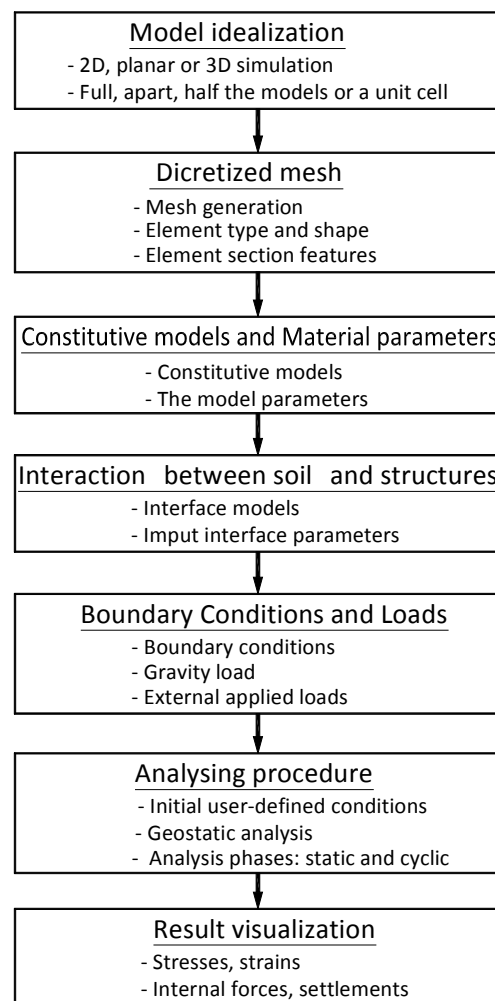 Model idealization
- 2D, planar or 3D simulation
- Full, apart, half the models or a unit cell
Dicretized mesh
- Mesh generation
- Element type and shape
- Element section features
Constitutive models and Material parameters
- Constitutive models
- The model parameters
Interaction between soil and structures
- Interface models
- Imput interface parameters
Boundary Conditions and Loads
- Boundary conditions
- Gravity load
- External applied loads
Analysing procedure
- Initial user-defined conditions
- Geostatic analysis
- Analysis phases: static and cyclic
Result visualization
- Stresses, strains
- Internal forces, settlements